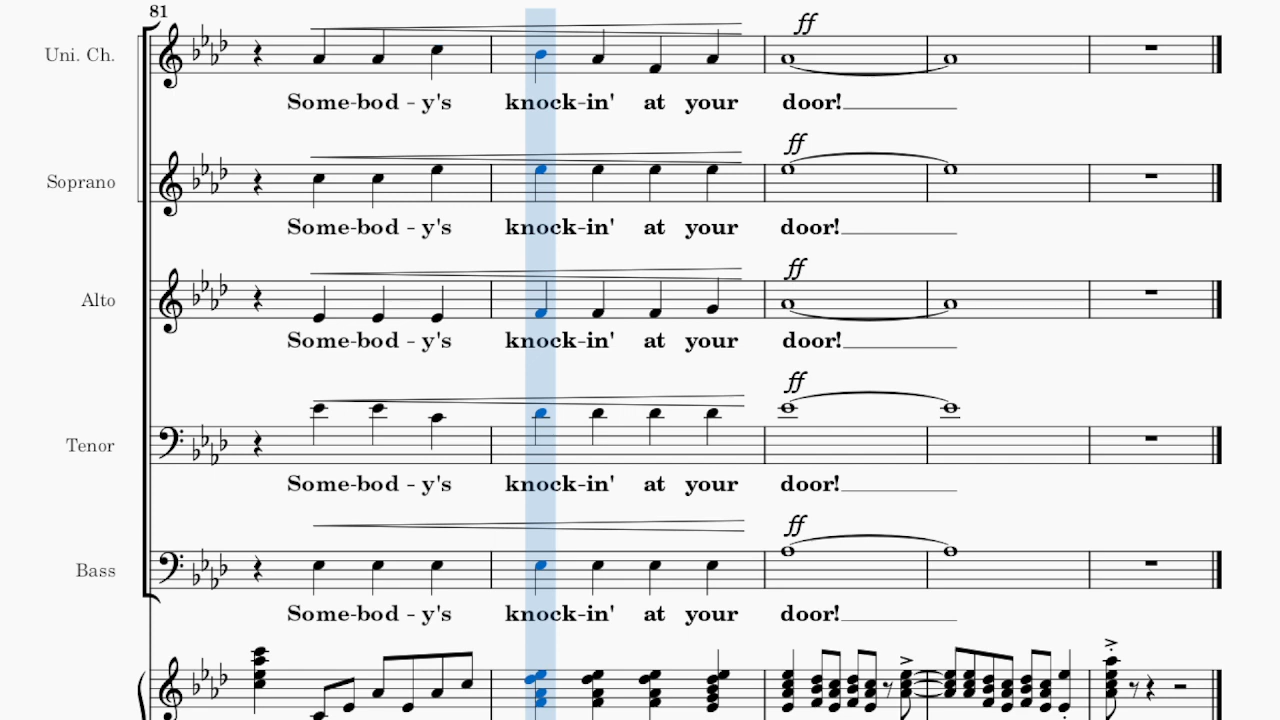 81
Uni. Ch.
ff
Some-bod - y's knock-in' at your door!
Soprano
ff
Some-bod - y's knock-in' at your door!
Alto
ff
Some-bod - y's knock-in' at your door!
Tenor
ff
Some-bod - y's knock-in' at your door!
Bass
ff
Some-bod - y's knock-in' at your door!